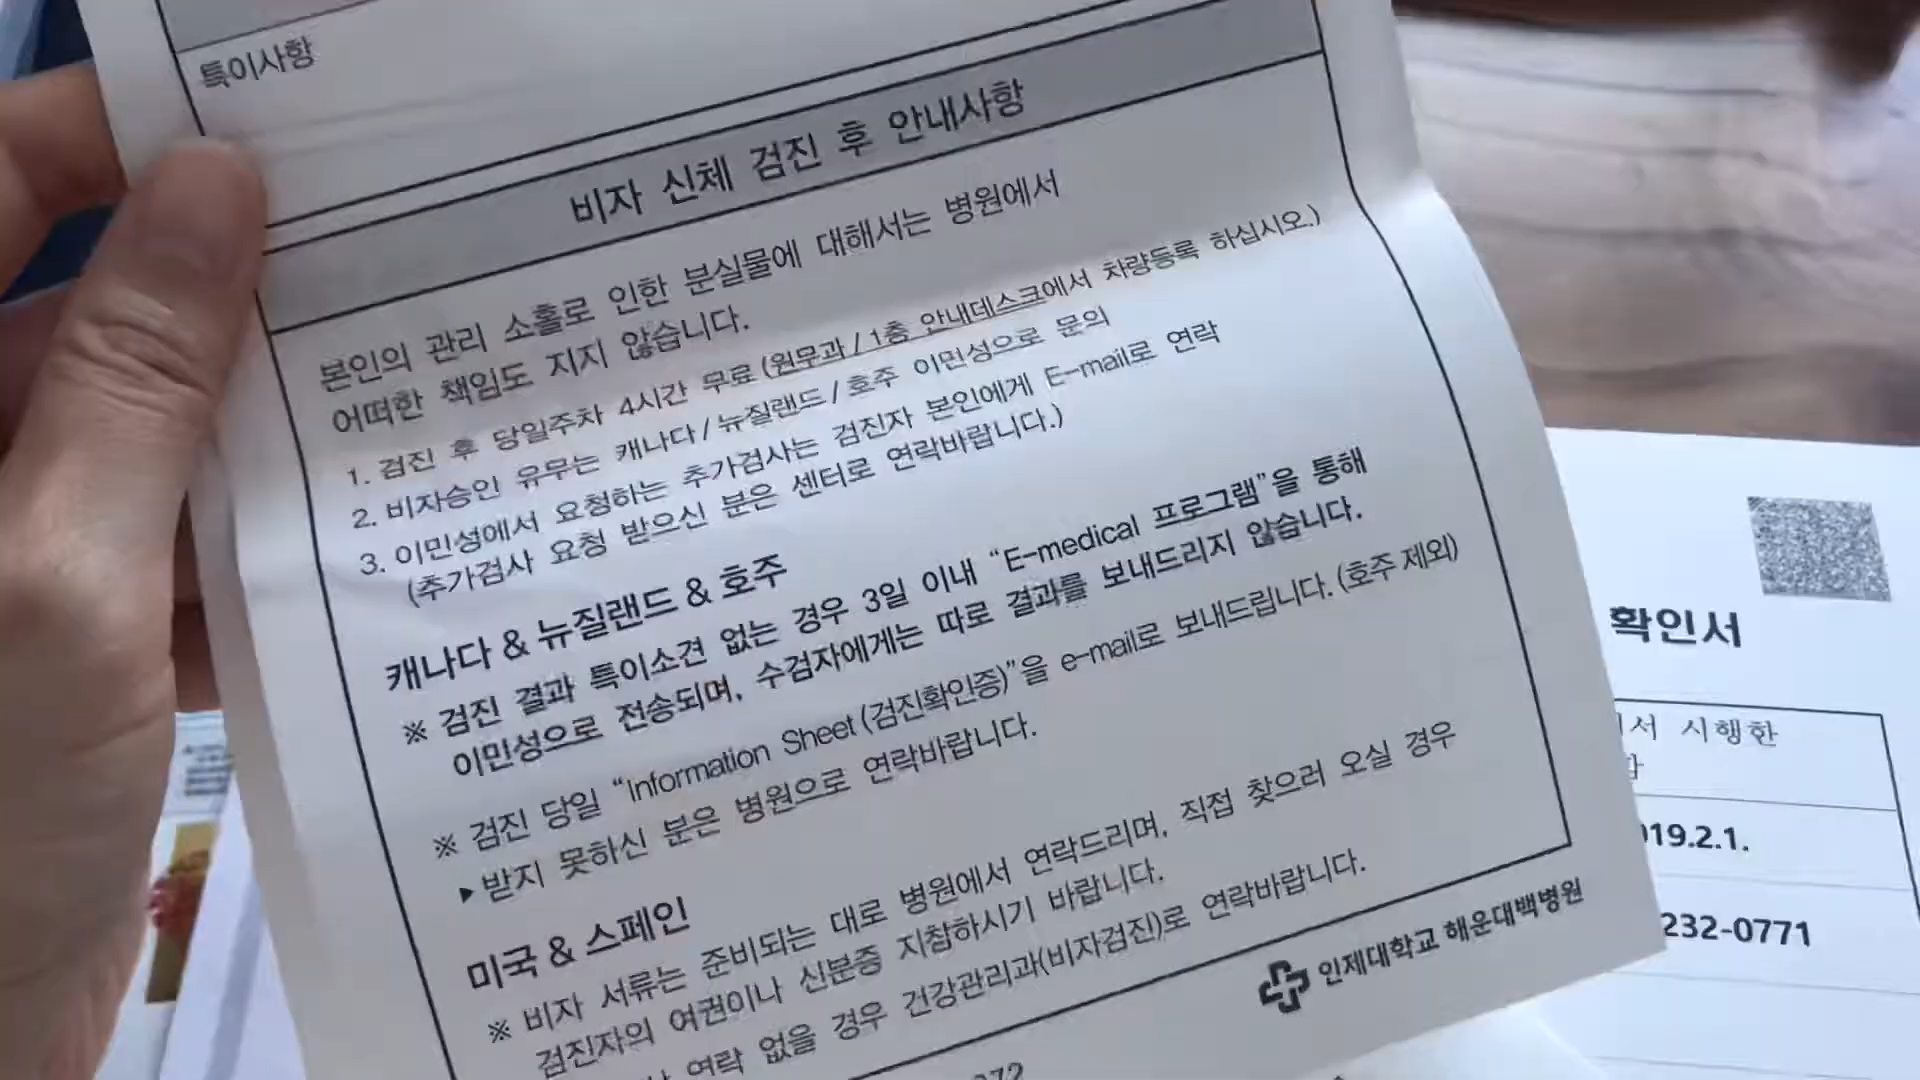 특이사항
비자 신체 검진 후 안내사항
본인의 관리 소홀로 인한 분실물에 대해서는 병원에서
어떠한 책임도 지지 않습니다.
1. 검진 후 당일주차 4시간 무료 (원무과 / 1층 안내데스크에서 차량등록 하십시오.)
2. 비자승인 유무는 캐나다 / 뉴질랜드 / 호주 이민성으로 문의
3. 이민성에서 요청하는 추가검사는 검진자 본인에게 E-mail로 연락
(추가검사 요청 받으신 분은 센터로 연락바랍니다.)
캐나다 & 뉴질랜드 & 호주
※ 검진 결과 특이소견 없는 경우 3일 이내 “E-medical 프로그램”을 통해
이민성으로 전송되며, 수검자에게는 따로 결과를 보내드리지 않습니다.
※ 검진 당일 “Information Sheet (검진확인증)”을 e-mail로 보내드립니다. (호주 제외)
▶ 받지 못하신 분은 병원으로 연락바랍니다.
미국 & 스페인
※ 비자 서류는 준비되는 대로 병원에서 연락드리며, 직접 찾으러 오실 경우
검진자의 여권이나 신분증 지참하시기 바랍니다.
연락 없을 경우 건강관리과(비자검진)로 연락바랍니다.
인제대학교 해운대백병원
확인서
서 시행한
019.2.1.
232-0771